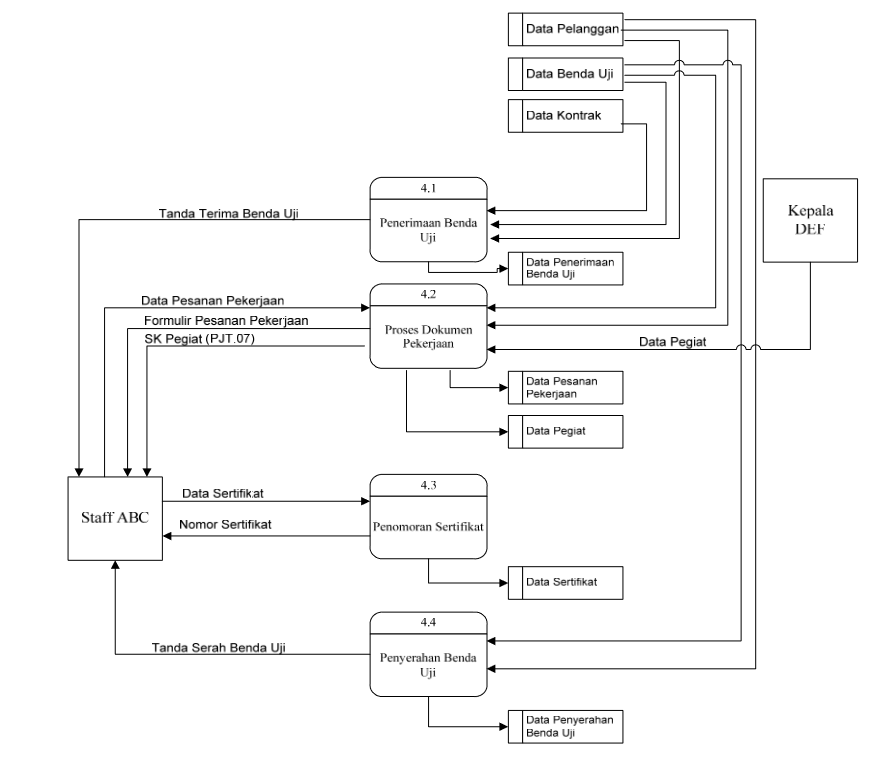 Data Pelanggan
Data Benda Uji
Data Kontrak
4.1
Penerimaan Benda
Uji
Kepala
DEF
Tanda Terima Benda Uji
Data Penerimaan
Benda Uji
4.2
Proses Dokumen
Pekerjaan
Data Pesanan Pekerjaan
Formulir Pesanan Pekerjaan
SK Pegiat (PJT.07)
Data Pegiat
Data Pesanan
Pekerjaan
Data Pegiat
4.3
Penomoran Sertifikat
Staff ABC
Data Sertifikat
Nomor Sertifikat
Data Sertifikat
4.4
Penyerahan Benda
Uji
Tanda Serah Benda Uji
Data Penyerahan
Benda Uji